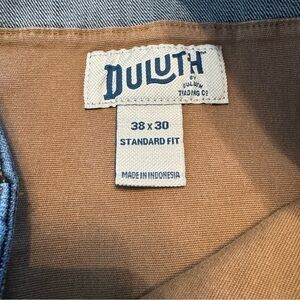 DULUTH
BY
DULUTH
TRADING CO
38 x 30
STANDARD FIT
MADE IN INDONESIA